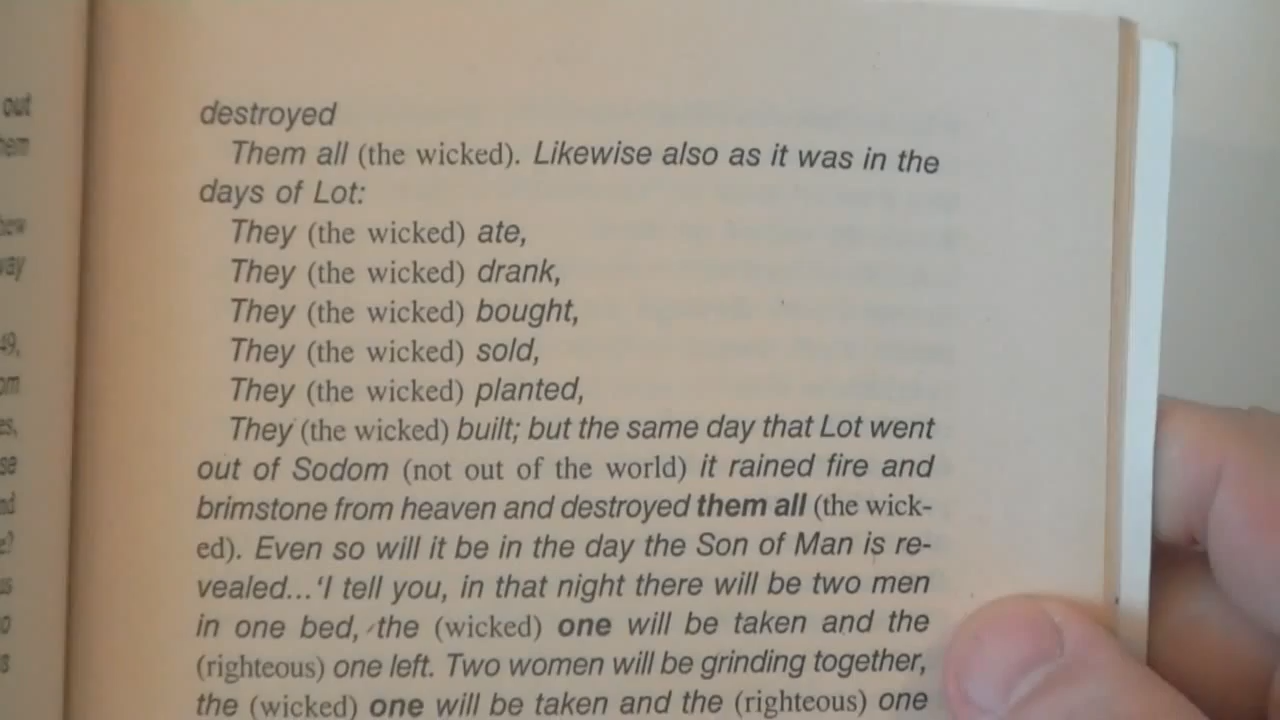 out
destroyed
Them all (the wicked). Likewise also as it was in the
days of Lot:
They (the wicked) ate,
They (the wicked) drank,
They (the wicked) bought,
49,
They (the wicked) sold,
They (the wicked) planted,
They (the wicked) built; but the same day that Lot went
out of Sodom (not out of the world) it rained fire and
brimstone from heaven and destroyed them all (the wick-
ed). Even so will it be in the day the Son of Man is re-
vealed...'I tell you, in that night there will be two men
in one bed, the (wicked) one will be taken and the
(righteous) one left. Two women will be grinding together,
the (wicked) one will be taken and the (righteous) one